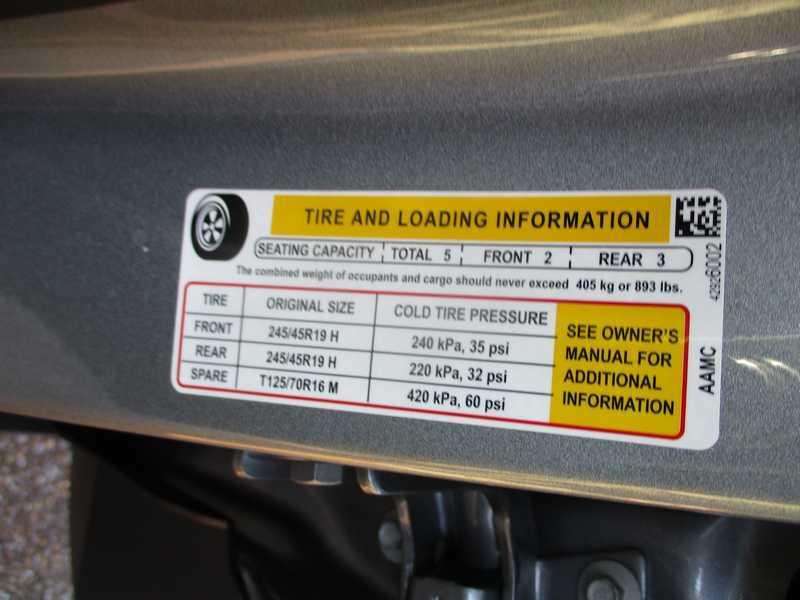 TIRE AND LOADING INFORMATION
SEATING CAPACITY TOTAL 5 FRONT 2 REAR 3
The combined weight of occupants and cargo should never exceed 405 kg or 893 lbs.
TIRE ORIGINAL SIZE COLD TIRE PRESSURE
FRONT 245/45R19 H 240 kPa, 35 psi
REAR 245/45R19 H 220 kPa, 32 psi
SPARE T125/70R16 M 420 kPa, 60 psi
SEE OWNER'S
MANUAL FOR
ADDITIONAL
INFORMATION
42926002
AAMC